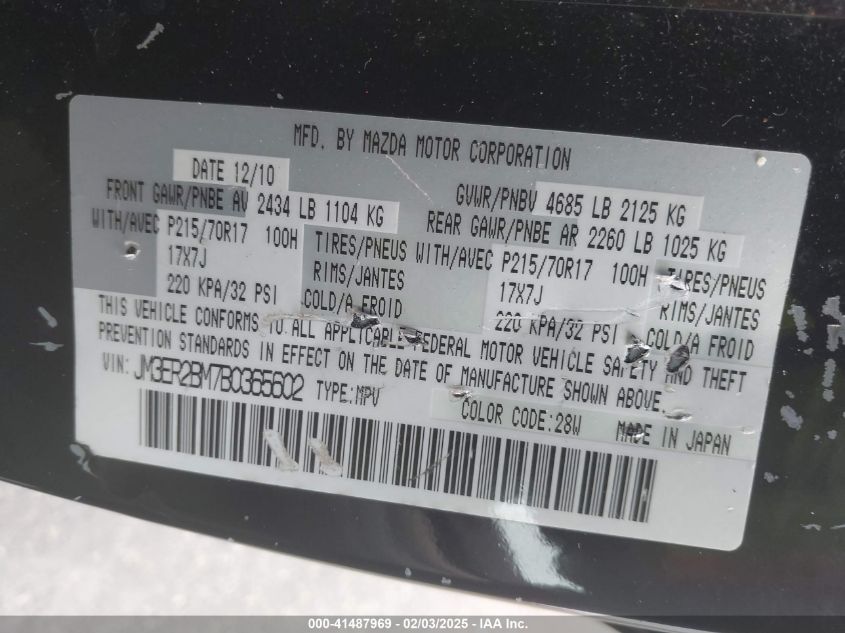 MFD. BY MAZDA MOTOR CORPORATION
DATE 12/10 GVWR/PNBV 4685 LB 2125 KG
FRONT GAWR/PNBE AV 2434 LB 1104 KG REAR GAWR/PNBE AR 2260 LB 1025 KG
WITH/AVEC P215/70R17 100H TIRES/PNEUS WITH/AVEC P215/70R17 100H TIRES/PNEUS
17X7J RIMS/JANTES 17X7J RIMS/JANTES
220 KPA/32 PSI COLD/A FROID 220 KPA/32 PSI COLD/A FROID
THIS VEHICLE CONFORMS TO ALL APPLICABLE FEDERAL MOTOR VEHICLE SAFETY AND THEFT
PREVENTION STANDARDS IN EFFECT ON THE DATE OF MANUFACTURE SHOWN ABOVE.
VIN: JM3ER2BM7B0365602 TYPE:MPV COLOR CODE:28W MADE IN JAPAN
000-41487969 — 02/03/2025 — IAA Inc.